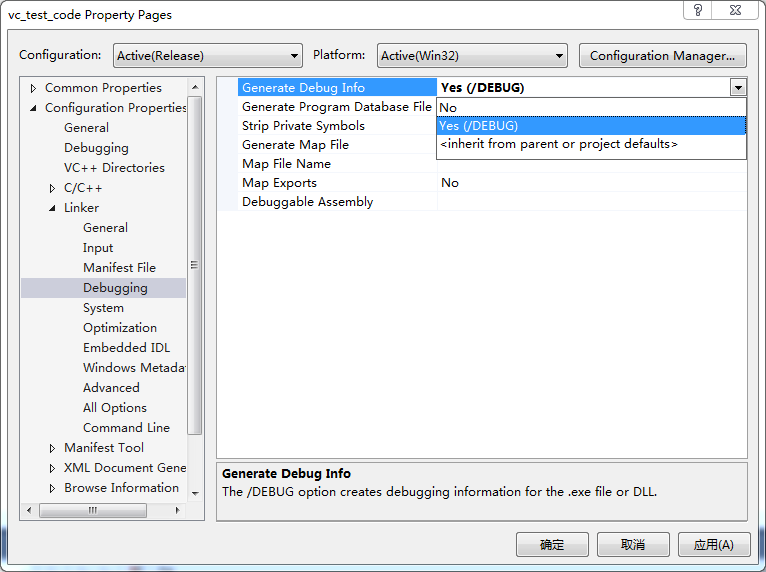 vc_test_code Property Pages
Configuration: Active(Release) Platform: Active(Win32) Configuration Manager...
Common Properties
Configuration Properties
General
Debugging
VC++ Directories
C/C++
Linker
General
Input
Manifest File
Debugging
System
Optimization
Embedded IDL
Windows Metada
Advanced
All Options
Command Line
Manifest Tool
XML Document Gene
Browse Information
Generate Debug Info Yes (/DEBUG)
Generate Program Database File
Strip Private Symbols
Generate Map File
Map File Name
Map Exports No
Debuggable Assembly
No
Yes (/DEBUG)
<inherit from parent or project defaults>
Generate Debug Info
The /DEBUG option creates debugging information for the .exe file or DLL.
确定 取消 应用(A)